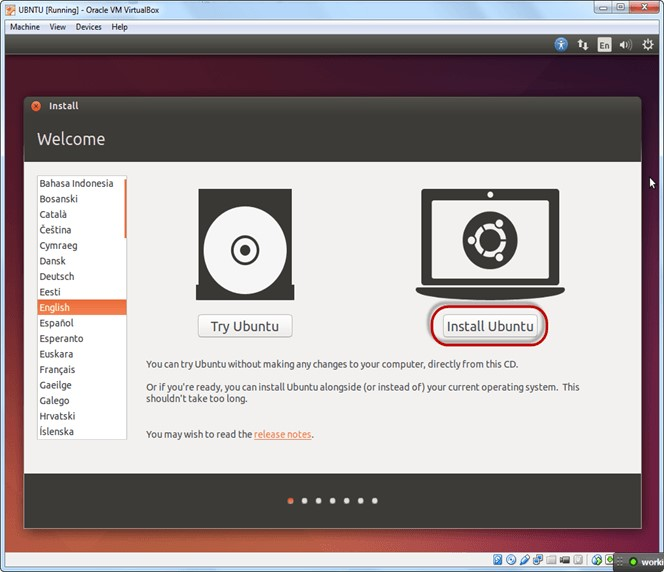 UBNTU [Running] - Oracle VM VirtualBox
Machine View Devices Help
En
Install
Welcome
Bahasa Indonesia
Bosanski
Català
Čeština
Cymraeg
Dansk
Deutsch
Eesti
English
Español
Esperanto
Euskara
Français
Gaeilge
Galego
Hrvatski
Íslenska
Try Ubuntu
Install Ubuntu
You can try Ubuntu without making any changes to your computer, directly from this CD.
Or if you're ready, you can install Ubuntu alongside (or instead of) your current operating system. This
shouldn't take too long.
You may wish to read the release notes.